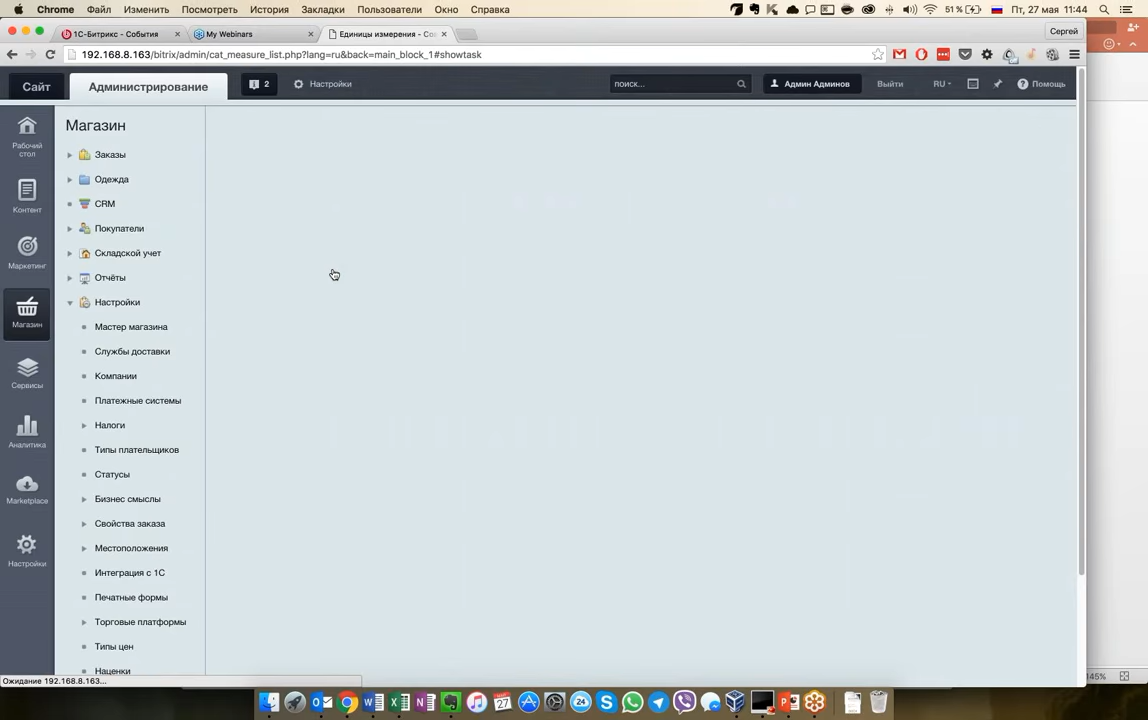 Chrome Файл Изменить Посмотреть История Закладки Пользователи Окно Справка 51 % Пт, 27 мая 11:44
1С-Битрикс - События × My Webinars × Единицы измерения - Со × Сергей
192.168.8.163/bitrix/admin/cat_measure_list.php?lang=ru&back=main_block_1#showtask
Сайт Администрирование 2 Настройки поиск... Админ Админов Выйти RU Помощь
Магазин
Рабочий стол
Контент
Маркетинг
Магазин
Сервисы
Аналитика
Marketplace
Настройки
Заказы
Одежда
CRM
Покупатели
Складской учет
Отчёты
Настройки
Мастер магазина
Службы доставки
Компании
Платежные системы
Налоги
Типы плательщиков
Статусы
Бизнес смыслы
Свойства заказа
Местоположения
Интеграция с 1С
Печатные формы
Торговые платформы
Типы цен
Наценки
Ожидание 192.168.8.163...
145%